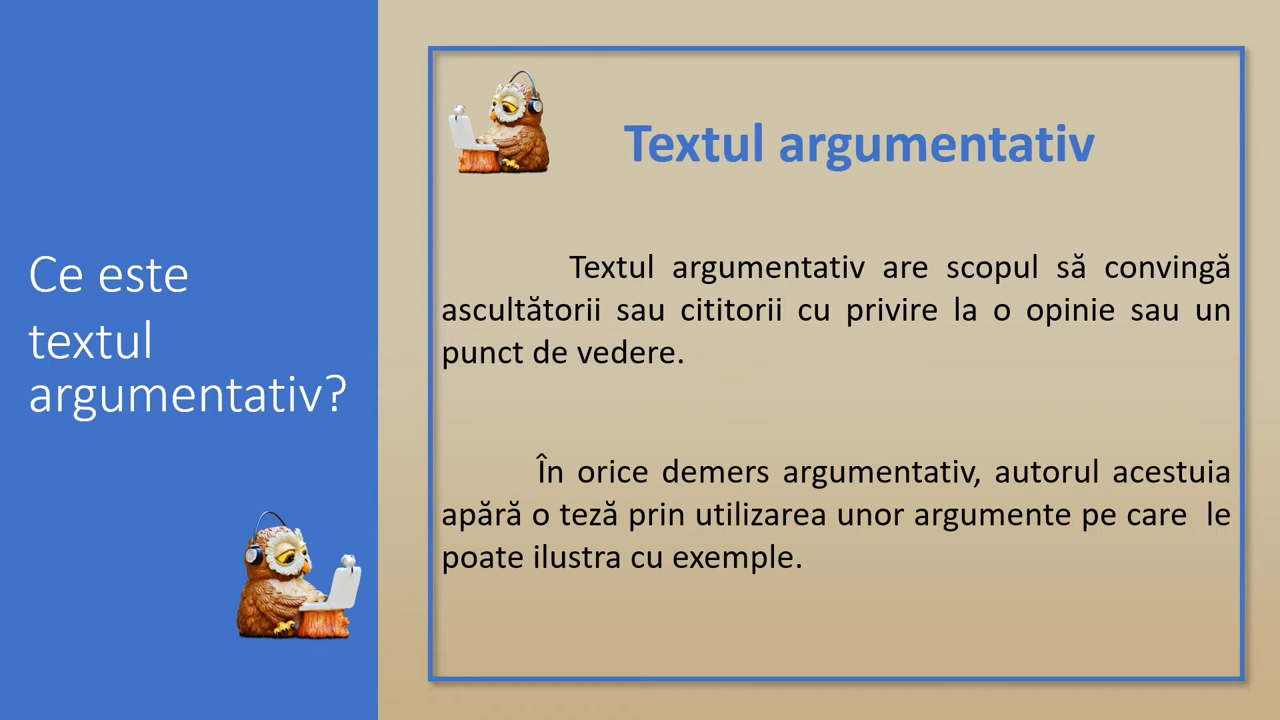 Ce este
textul
argumentativ?
Textul argumentativ
Textul argumentativ are scopul să convingă
ascultătorii sau cititorii cu privire la o opinie sau un
punct de vedere.
În orice demers argumentativ, autorul acestuia
apără o teză prin utilizarea unor argumente pe care le
poate ilustra cu exemple.